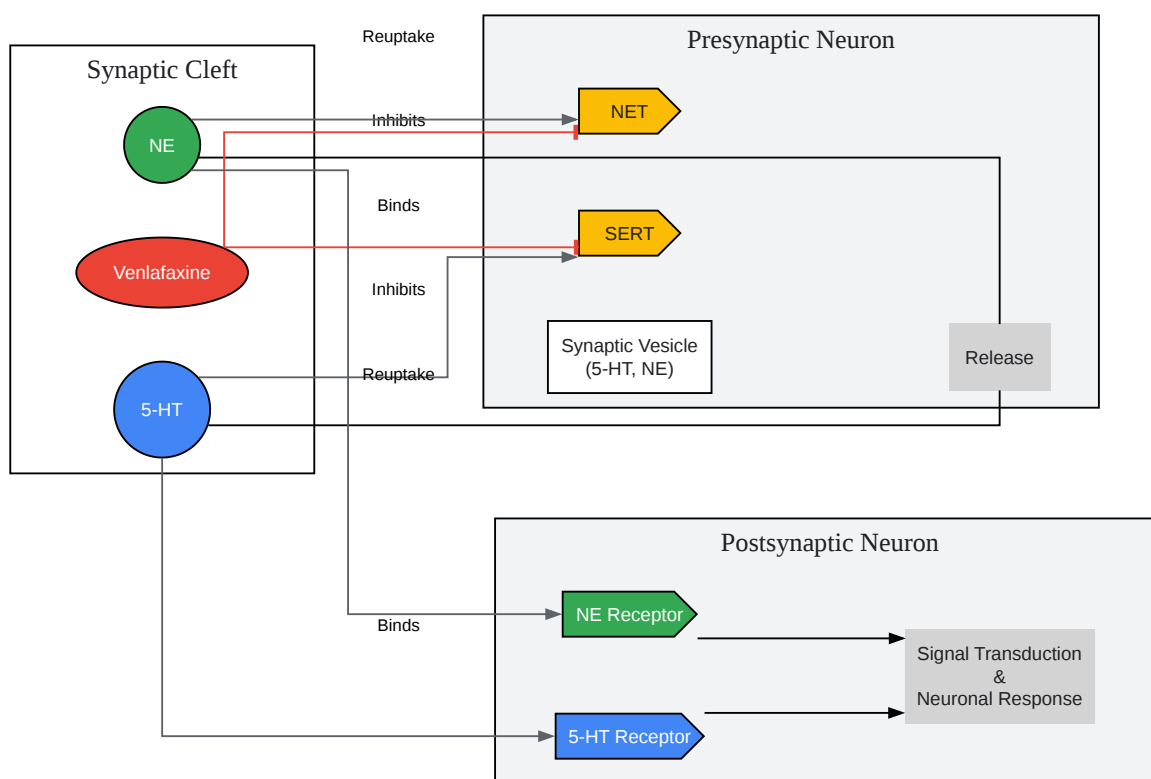 Reuptake
Presynaptic Neuron
Synaptic Cleft
NET
Inhibits
NE
Binds
SERT
Venlafaxine
Inhibits
Synaptic Vesicle
(5-HT, NE)
Release
Reuptake
5-HT
Postsynaptic Neuron
NE Receptor
Binds
Signal Transduction
&
Neuronal Response
5-HT Receptor